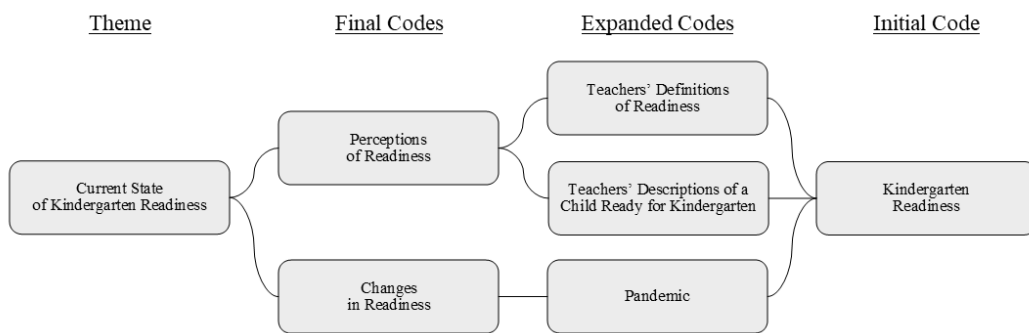 Theme
Final Codes
Expanded Codes
Initial Code
Teachers’ Definitions
of Readiness
Perceptions
of Readiness
Current State
of Kindergarten Readiness
Teachers’ Descriptions of a
Child Ready for Kindergarten
Kindergarten
Readiness
Changes
in Readiness
Pandemic